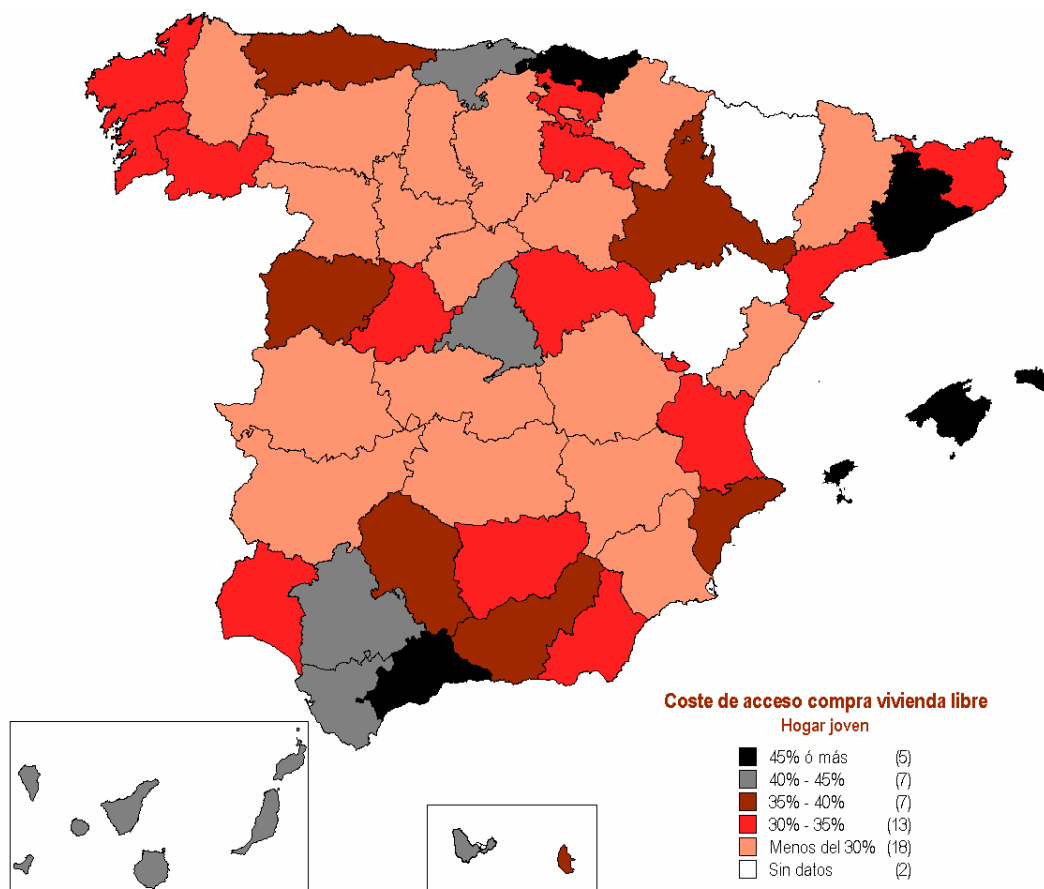 Coste de acceso compra vivienda libre
Hogar joven
45% ó más (5)
40% - 45% (7)
35% - 40% (7)
30% - 35% (13)
Menos del 30% (18)
Sin datos (2)